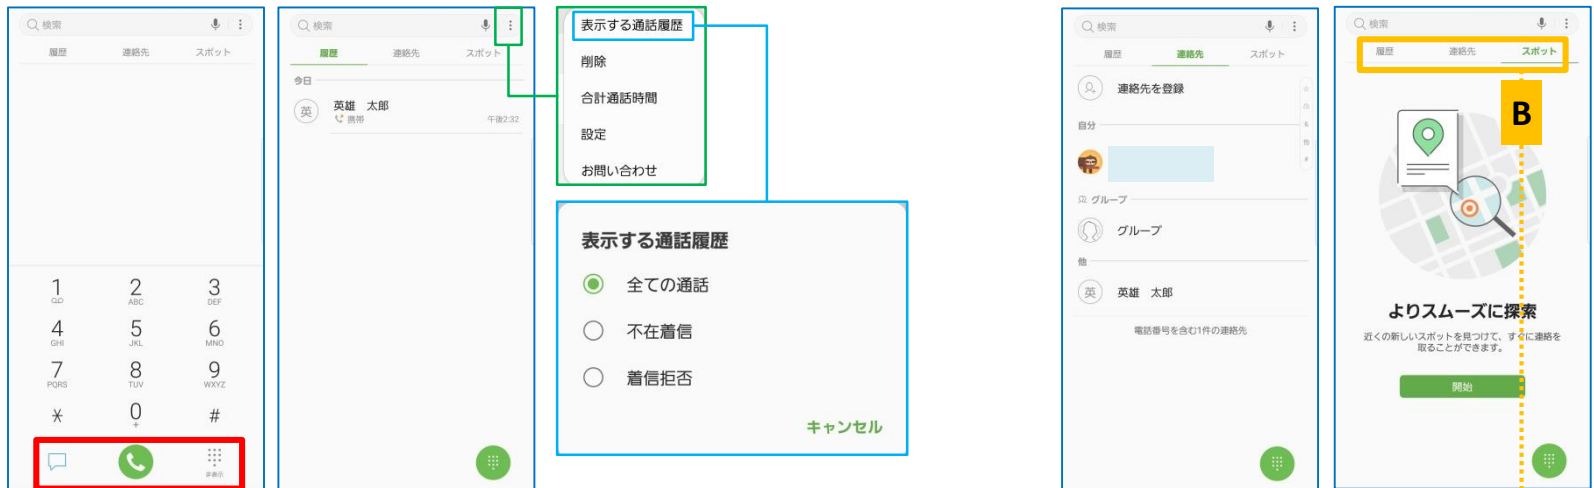 検索
履歴 連絡先 スポット
1 2 3
ABC DEF
4 5 6
GHI JKL MNO
7 8 9
PQRS TUV WXYZ
* 0 #
+
非表示
検索
履歴 連絡先 スポット
今日
英 英雄 太郎
携帯 午後2:32
表示する通話履歴
削除
合計通話時間
設定
お問い合わせ
表示する通話履歴
全ての通話
不在着信
着信拒否
キャンセル
検索
履歴 連絡先 スポット
連絡先を登録
自分
グループ
グループ
他
英 英雄 太郎
電話番号を含む1件の連絡先
検索
履歴 連絡先 スポット
B
よりスムーズに探索
近くの新しいスポットを見つけて、すぐに連絡を
取ることができます。
開始